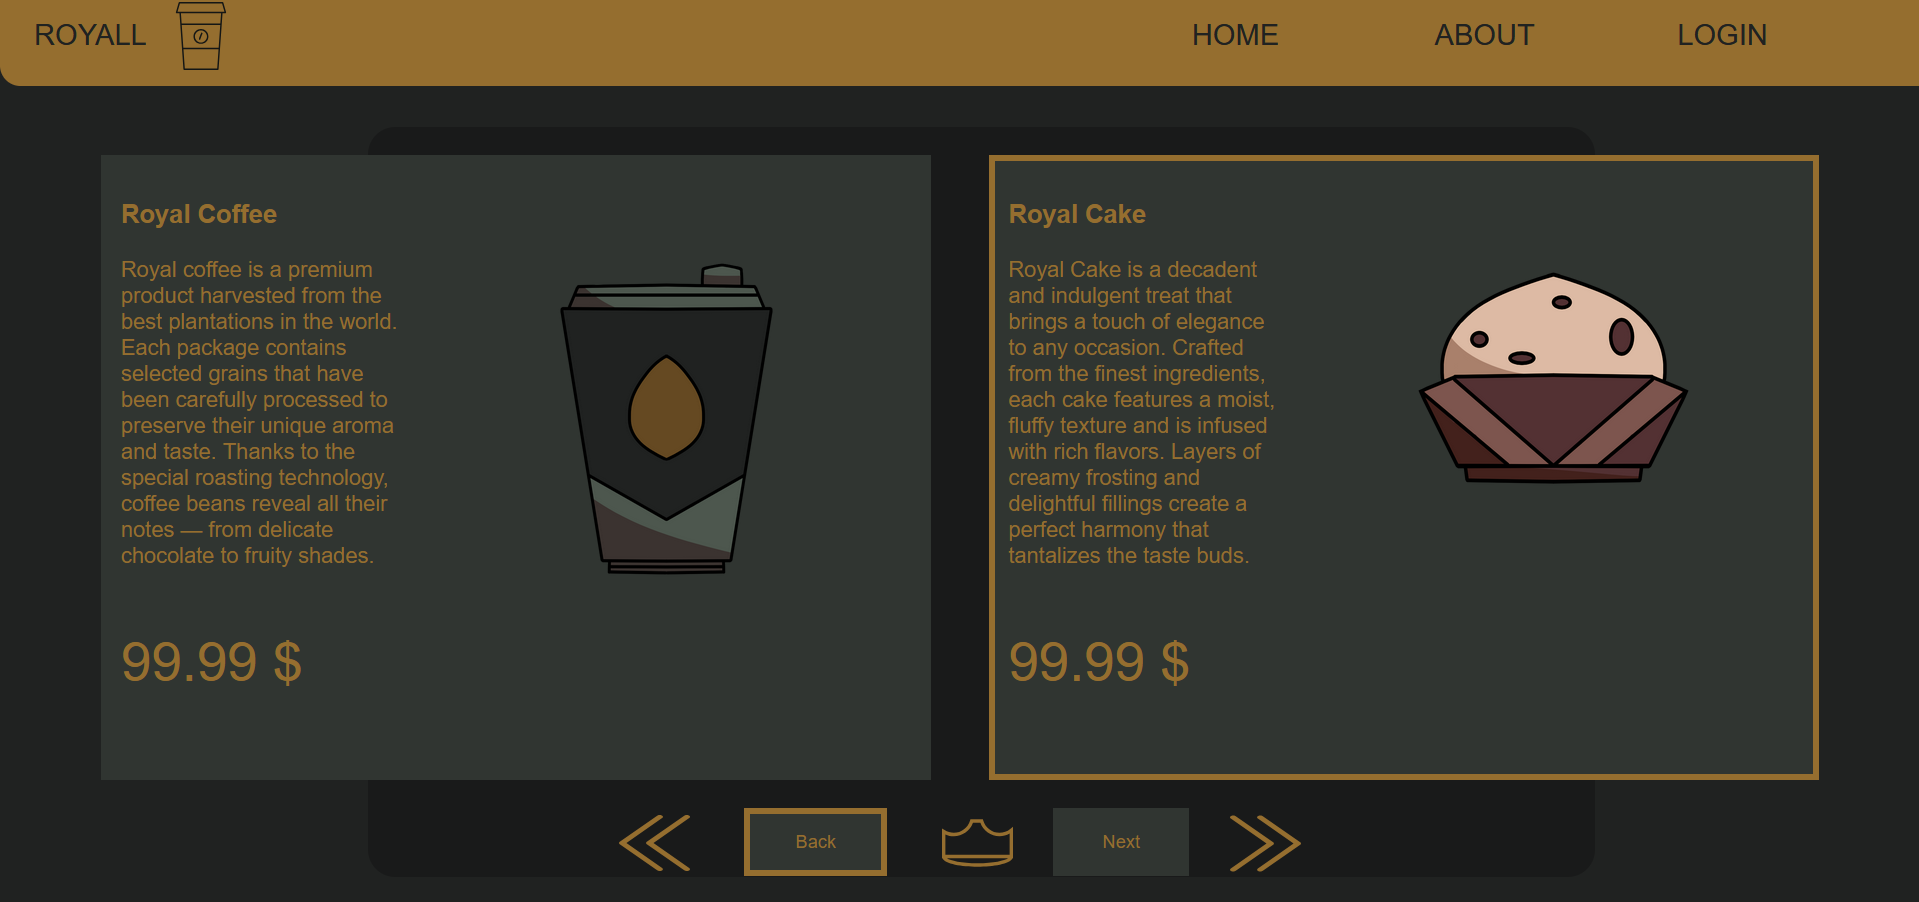 ROYALL
HOME
ABOUT
LOGIN
Royal Coffee
Royal coffee is a premium
product harvested from the
best plantations in the world.
Each package contains
selected grains that have
been carefully processed to
preserve their unique aroma
and taste. Thanks to the
special roasting technology,
coffee beans reveal all their
notes — from delicate
chocolate to fruity shades.
99.99 $
Royal Cake
Royal Cake is a decadent
and indulgent treat that
brings a touch of elegance
to any occasion. Crafted
from the finest ingredients,
each cake features a moist,
fluffy texture and is infused
with rich flavors. Layers of
creamy frosting and
delightful fillings create a
perfect harmony that
tantalizes the taste buds.
99.99 $
Back
Next